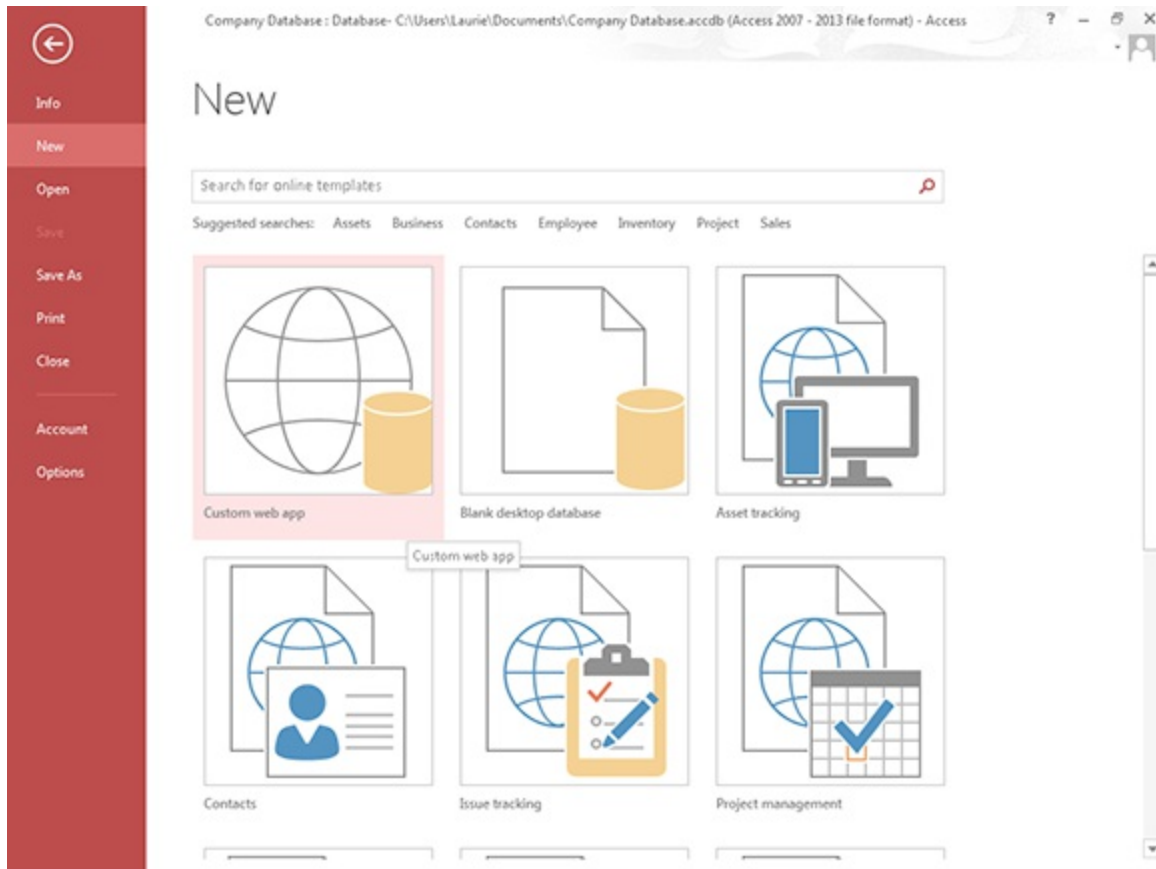 Company Database : Database- C:\Users\Laurie\Documents\Company Database.accdb (Access 2007 - 2013 file format) - Access
?
Info
New
Open
Save
Save As
Print
Close
Account
Options
New
Search for online templates
Suggested searches: Assets Business Contacts Employee Inventory Project Sales
Custom web app
Blank desktop database
Asset tracking
Custom web app
Contacts
Issue tracking
Project management